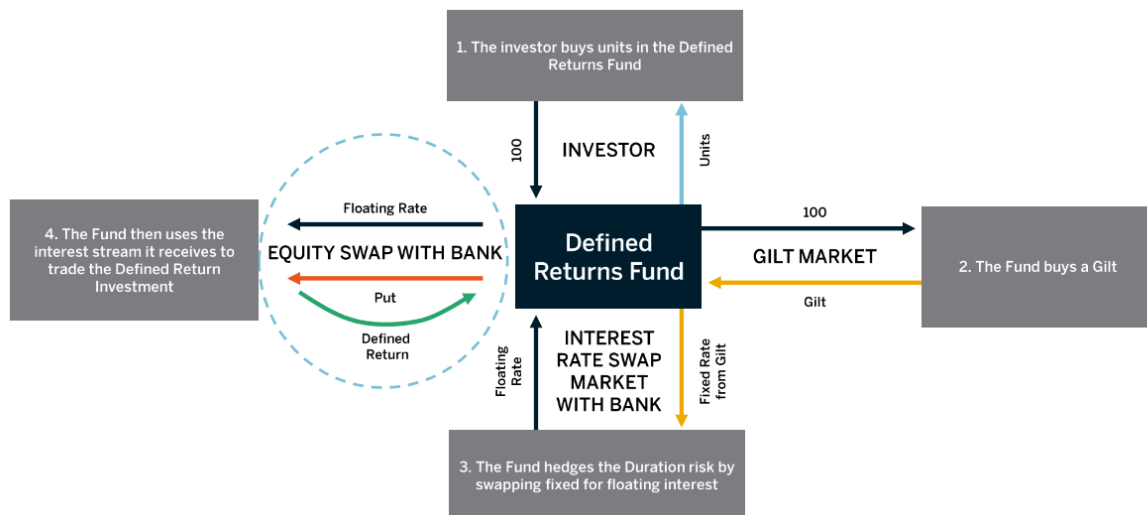 1. The investor buys units in the Defined
Returns Fund
100
INVESTOR
Units
4. The Fund then uses the
interest stream it receives to
trade the Defined Return
Investment
Floating Rate
EQUITY SWAP WITH BANK
Put
Defined
Return
Defined
Returns Fund
100
GILT MARKET
Gilt
2. The Fund buys a Gilt
Floating
Rate
INTEREST
RATE SWAP
MARKET
WITH BANK
Fixed Rate
from Gilt
3. The Fund hedges the Duration risk by
swapping fixed for floating interest